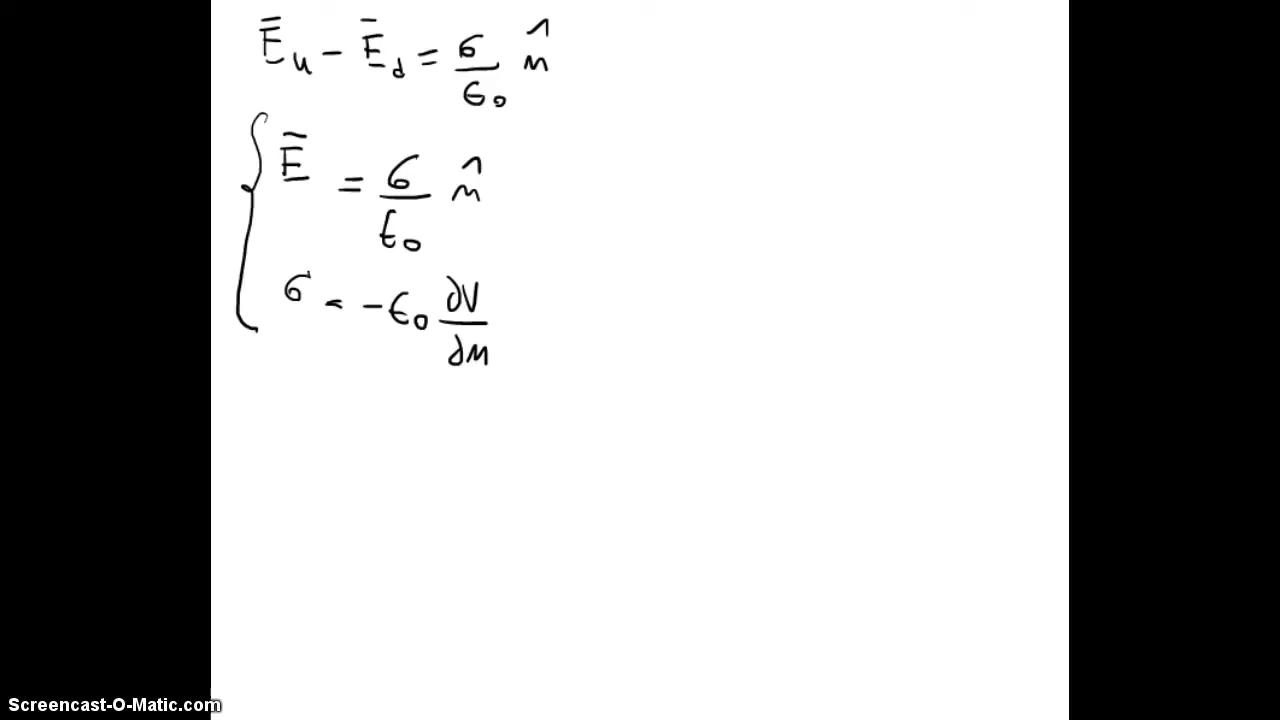 Ē_u − Ē_d = σ/ϵ₀ n̂
{ Ē = σ/ϵ₀ n̂
σ = −ϵ₀ ∂V/∂n
Screencast-O-Matic.com